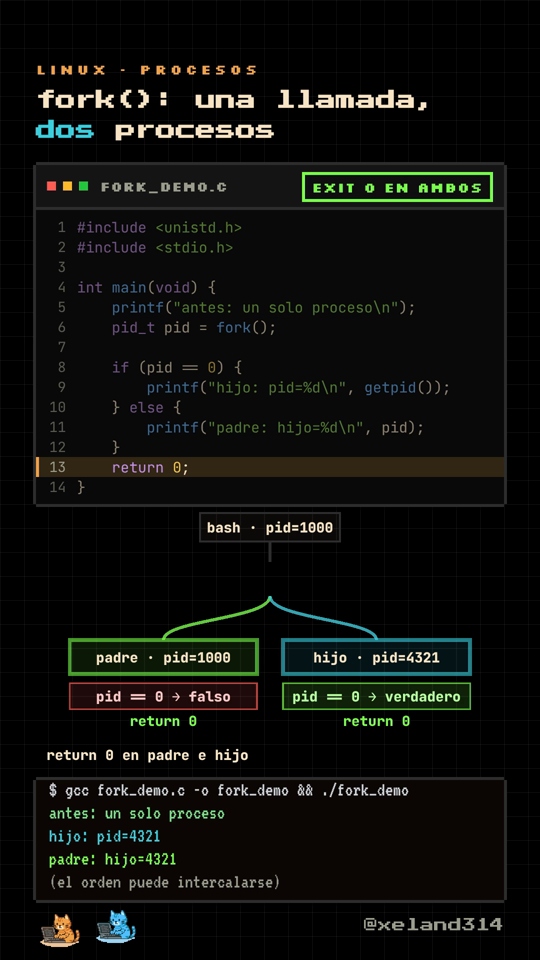 LINUX · PROCESOS
fork(): una llamada,
dos procesos
FORK_DEMO.C
EXIT 0 EN AMBOS
1 #include <unistd.h>
2 #include <stdio.h>
3
4 int main(void) {
5 printf("antes: un solo proceso\n");
6 pid_t pid = fork();
7
8 if (pid == 0) {
9 printf("hijo: pid=%d\n", getpid());
10 } else {
11 printf("padre: hijo=%d\n", pid);
12 }
13 return 0;
14 }
bash · pid=1000
padre · pid=1000
hijo · pid=4321
pid == 0 → falso
pid == 0 → verdadero
return 0
return 0
return 0 en padre e hijo
$ gcc fork_demo.c -o fork_demo && ./fork_demo
antes: un solo proceso
hijo: pid=4321
padre: hijo=4321
(el orden puede intercalarse)
@xeland314